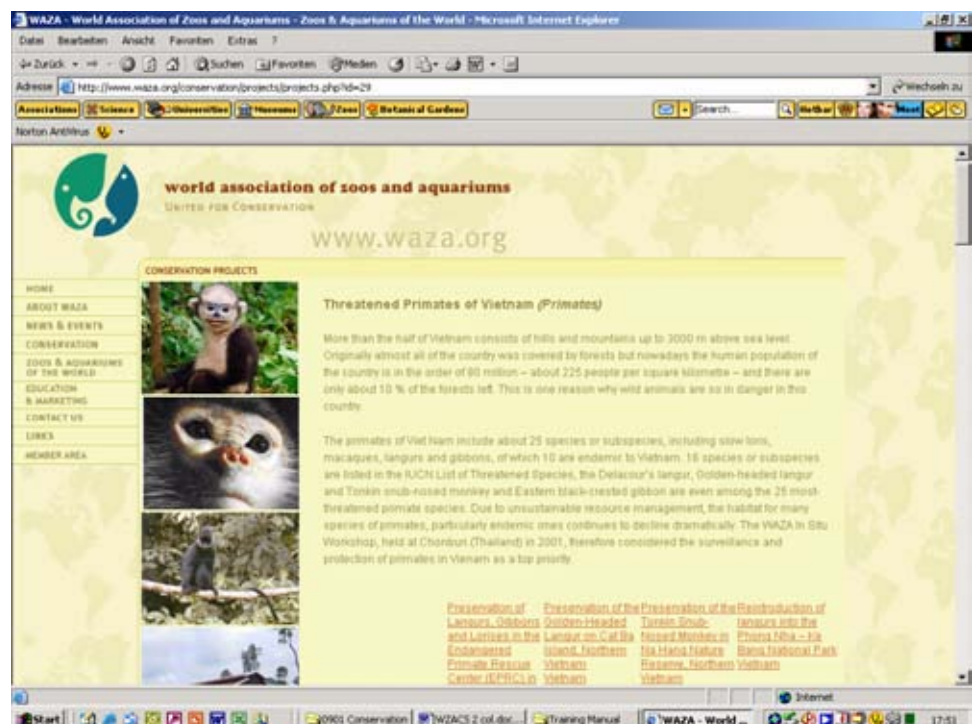 WAZA - World Association of Zoos and Aquariums - Zoos & Aquariums of the World - Microsoft Internet Explorer
Datei Bearbeiten Ansicht Favoriten Extras ?
Zurück Suchen Favoriten Medien
Adresse http://www.waza.org/conservation/projects/projects.php?id=29 Wechseln zu
Associations Science Universities Museums Zoos Botanical Gardens Search... Hotbar
Norton AntiVirus
world association of zoos and aquariums
UNITED FOR CONSERVATION
www.waza.org
CONSERVATION PROJECTS
HOME
ABOUT WAZA
NEWS & EVENTS
CONSERVATION
ZOOS & AQUARIUMS
OF THE WORLD
EDUCATION
& MARKETING
CONTACT US
LINKS
MEMBER AREA
Threatened Primates of Vietnam (Primates)
More than the half of Vietnam consists of hills and mountains up to 3000 m above sea level.
Originally almost all of the country was covered by forests but nowadays the human population of
the country is in the order of 80 million – about 225 people per square kilometre – and there are
only about 10 % of the forests left. This is one reason why wild animals are so in danger in this
country.
The primates of Viet Nam include about 25 species or subspecies, including slow loris,
macaques, langurs and gibbons, of which 10 are endemic to Vietnam. 16 species or subspecies
are listed in the IUCN List of Threatened Species, the Delacour's langur, Golden-headed langur
and Tonkin snub-nosed monkey and Eastern black-crested gibbon are even among the 25 most-
threatened primate species. Due to unsustainable resource management, the habitat for many
species of primates, particularly endemic ones continues to decline dramatically. The WAZA In Situ
Workshop, held at Chonburi (Thailand) in 2001, therefore considered the surveillance and
protection of primates in Vienam as a top priority.
Preservation of
Langurs, Gibbons
and Lorises in the
Endangered
Primate Rescue
Center (EPRC) in
Preservation of the
Golden-Headed
Langur on Cat Ba
Island, Northern
Vietnam
Preservation of the
Tonkin Snub-
Nosed Monkey in
Na Hang Nature
Reserve, Northern
Vietnam
Reintroduction of
langurs into the
Phong Nha – Ke
Bang National Park
Vietnam
Internet
Start 0901 Conservation WZACS 2 col.doc... Training Manual WAZA - World ... 17:51